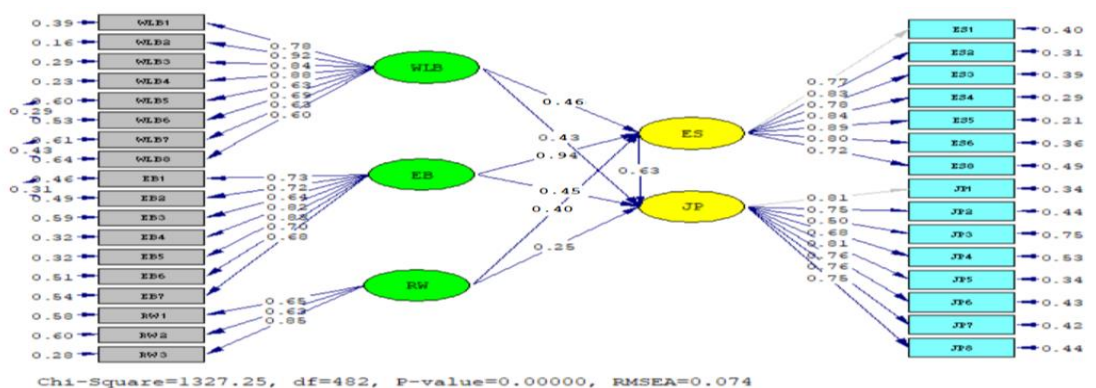 0.39 WLB1
0.16 WLB2
0.29 WLB3
0.23 WLB4
0.60 WLB5
0.29
0.53 WLB6
0.61 WLB7
0.43
0.64 WLB8
0.46 EB1
0.31
0.49 EB2
0.59 EB3
0.32 EB4
0.32 EB5
0.51 EB6
0.54 EB7
0.58 RW1
0.60 RW2
0.28 RW3
0.78
0.92
0.84
0.88
0.63
0.69
0.63
0.60
0.73
0.72
0.64
0.82
0.70
0.68
0.65
0.63
0.85
WLB
EB
RW
0.46
0.43
0.94
0.45
0.40
0.25
0.63
ES
JP
0.77
0.83
0.78
0.84
0.89
0.80
0.72
0.81
0.75
0.50
0.68
0.81
0.76
0.76
0.75
ES1 0.40
ES2 0.31
ES3 0.39
ES4 0.29
ES5 0.21
ES6 0.36
ES8 0.49
JP1 0.34
JP2 0.44
JP3 0.75
JP4 0.53
JP5 0.34
JP6 0.43
JP7 0.42
JP8 0.44
Chi-Square=1327.25, df=482, P-value=0.00000, RMSEA=0.074